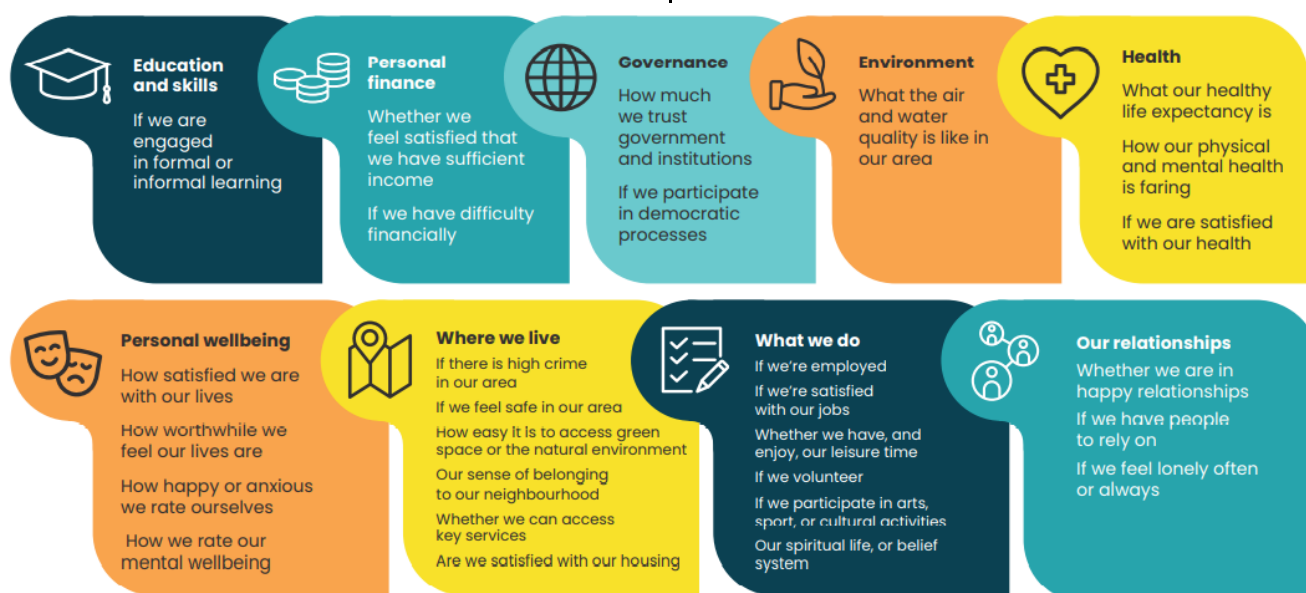 Education
and skills
If we are
engaged
in formal or
informal learning
Personal
finance
Whether we
feel satisfied that
we have sufficient
income
If we have difficulty
financially
Governance
How much
we trust
government
and institutions
If we participate
in democratic
processes
Environment
What the air
and water
quality is like in
our area
Health
What our healthy
life expectancy is
How our physical
and mental health
is faring
If we are satisfied
with our health
Personal wellbeing
How satisfied we are
with our lives
How worthwhile we
feel our lives are
How happy or anxious
we rate ourselves
How we rate our
mental wellbeing
Where we live
If there is high crime
in our area
If we feel safe in our area
How easy it is to access green
space or the natural environment
Our sense of belonging
to our neighbourhood
Whether we can access
key services
Are we satisfied with our housing
What we do
If we're employed
If we're satisfied
with our jobs
Whether we have, and
enjoy, our leisure time
If we volunteer
If we participate in arts,
sport, or cultural activities
Our spiritual life, or belief
system
Our relationships
Whether we are in
happy relationships
If we have people
to rely on
If we feel lonely often
or always